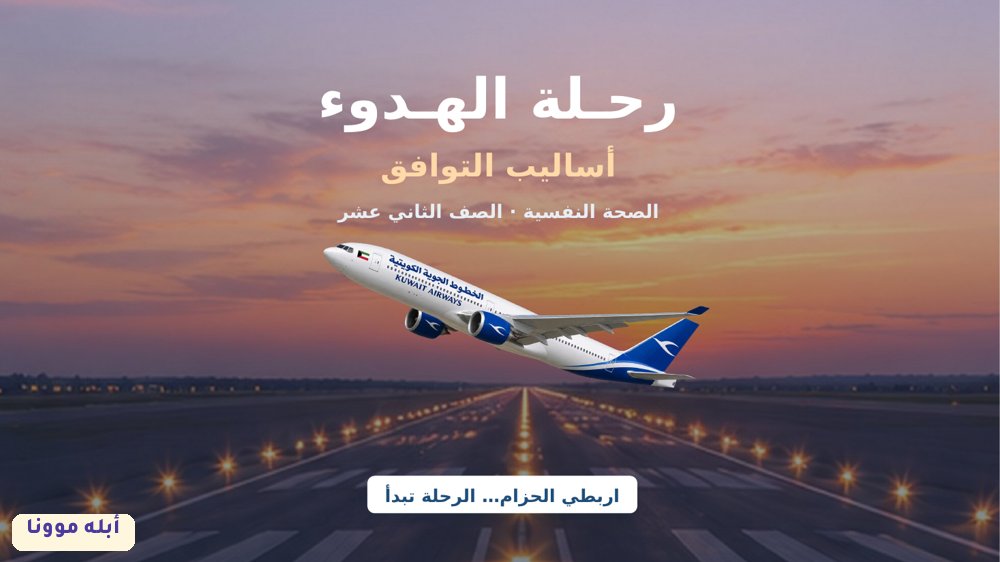 رحـلة الهـدوء
أساليب التوافق
الصحة النفسية · الصف الثاني عشر
الخطوط الجوية الكويتية
KUWAIT AIRWAYS
اربطي الحزام... الرحلة تبدأ
أبله موونا